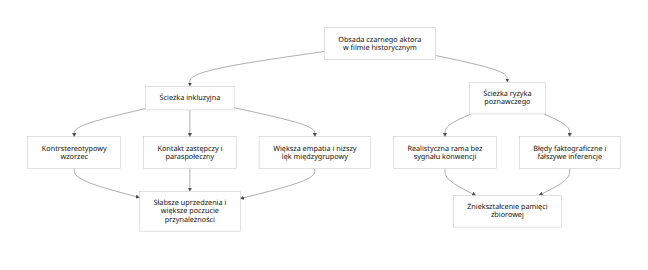 Obsada czarnego aktora
w filmie historycznym
Ścieżka inkluzyjna
Ścieżka ryzyka
poznawczego
Kontrstereotypowy
wzorzec
Kontakt zastępczy i
paraspołeczny
Większa empatia i niższy
lęk międzygrupowy
Realistyczna rama bez
sygnału konwencji
Błędy faktograficzne i
fałszywe inferencje
Słabsze uprzedzenia i
większe poczucie
przynależności
Zniekształcenie pamięci
zbiorowej